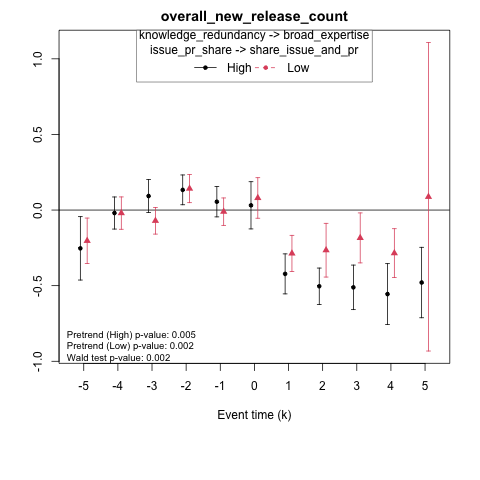 overall_new_release_count
knowledge_redundancy -> broad_expertise
issue_pr_share -> share_issue_and_pr
High Low
1.0
0.5
0.0
-0.5
-1.0
Pretrend (High) p-value: 0.005
Pretrend (Low) p-value: 0.002
Wald test p-value: 0.002
-5 -4 -3 -2 -1 0 1 2 3 4 5
Event time (k)